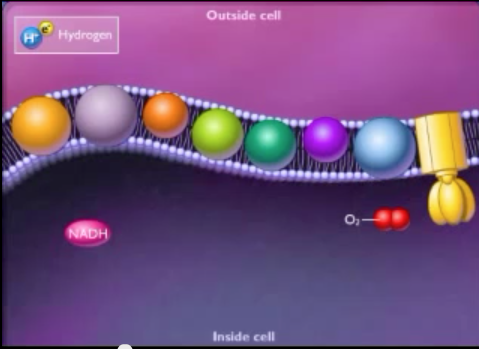 Outside cell
H+ e- Hydrogen
NADH
O₂
Inside cell